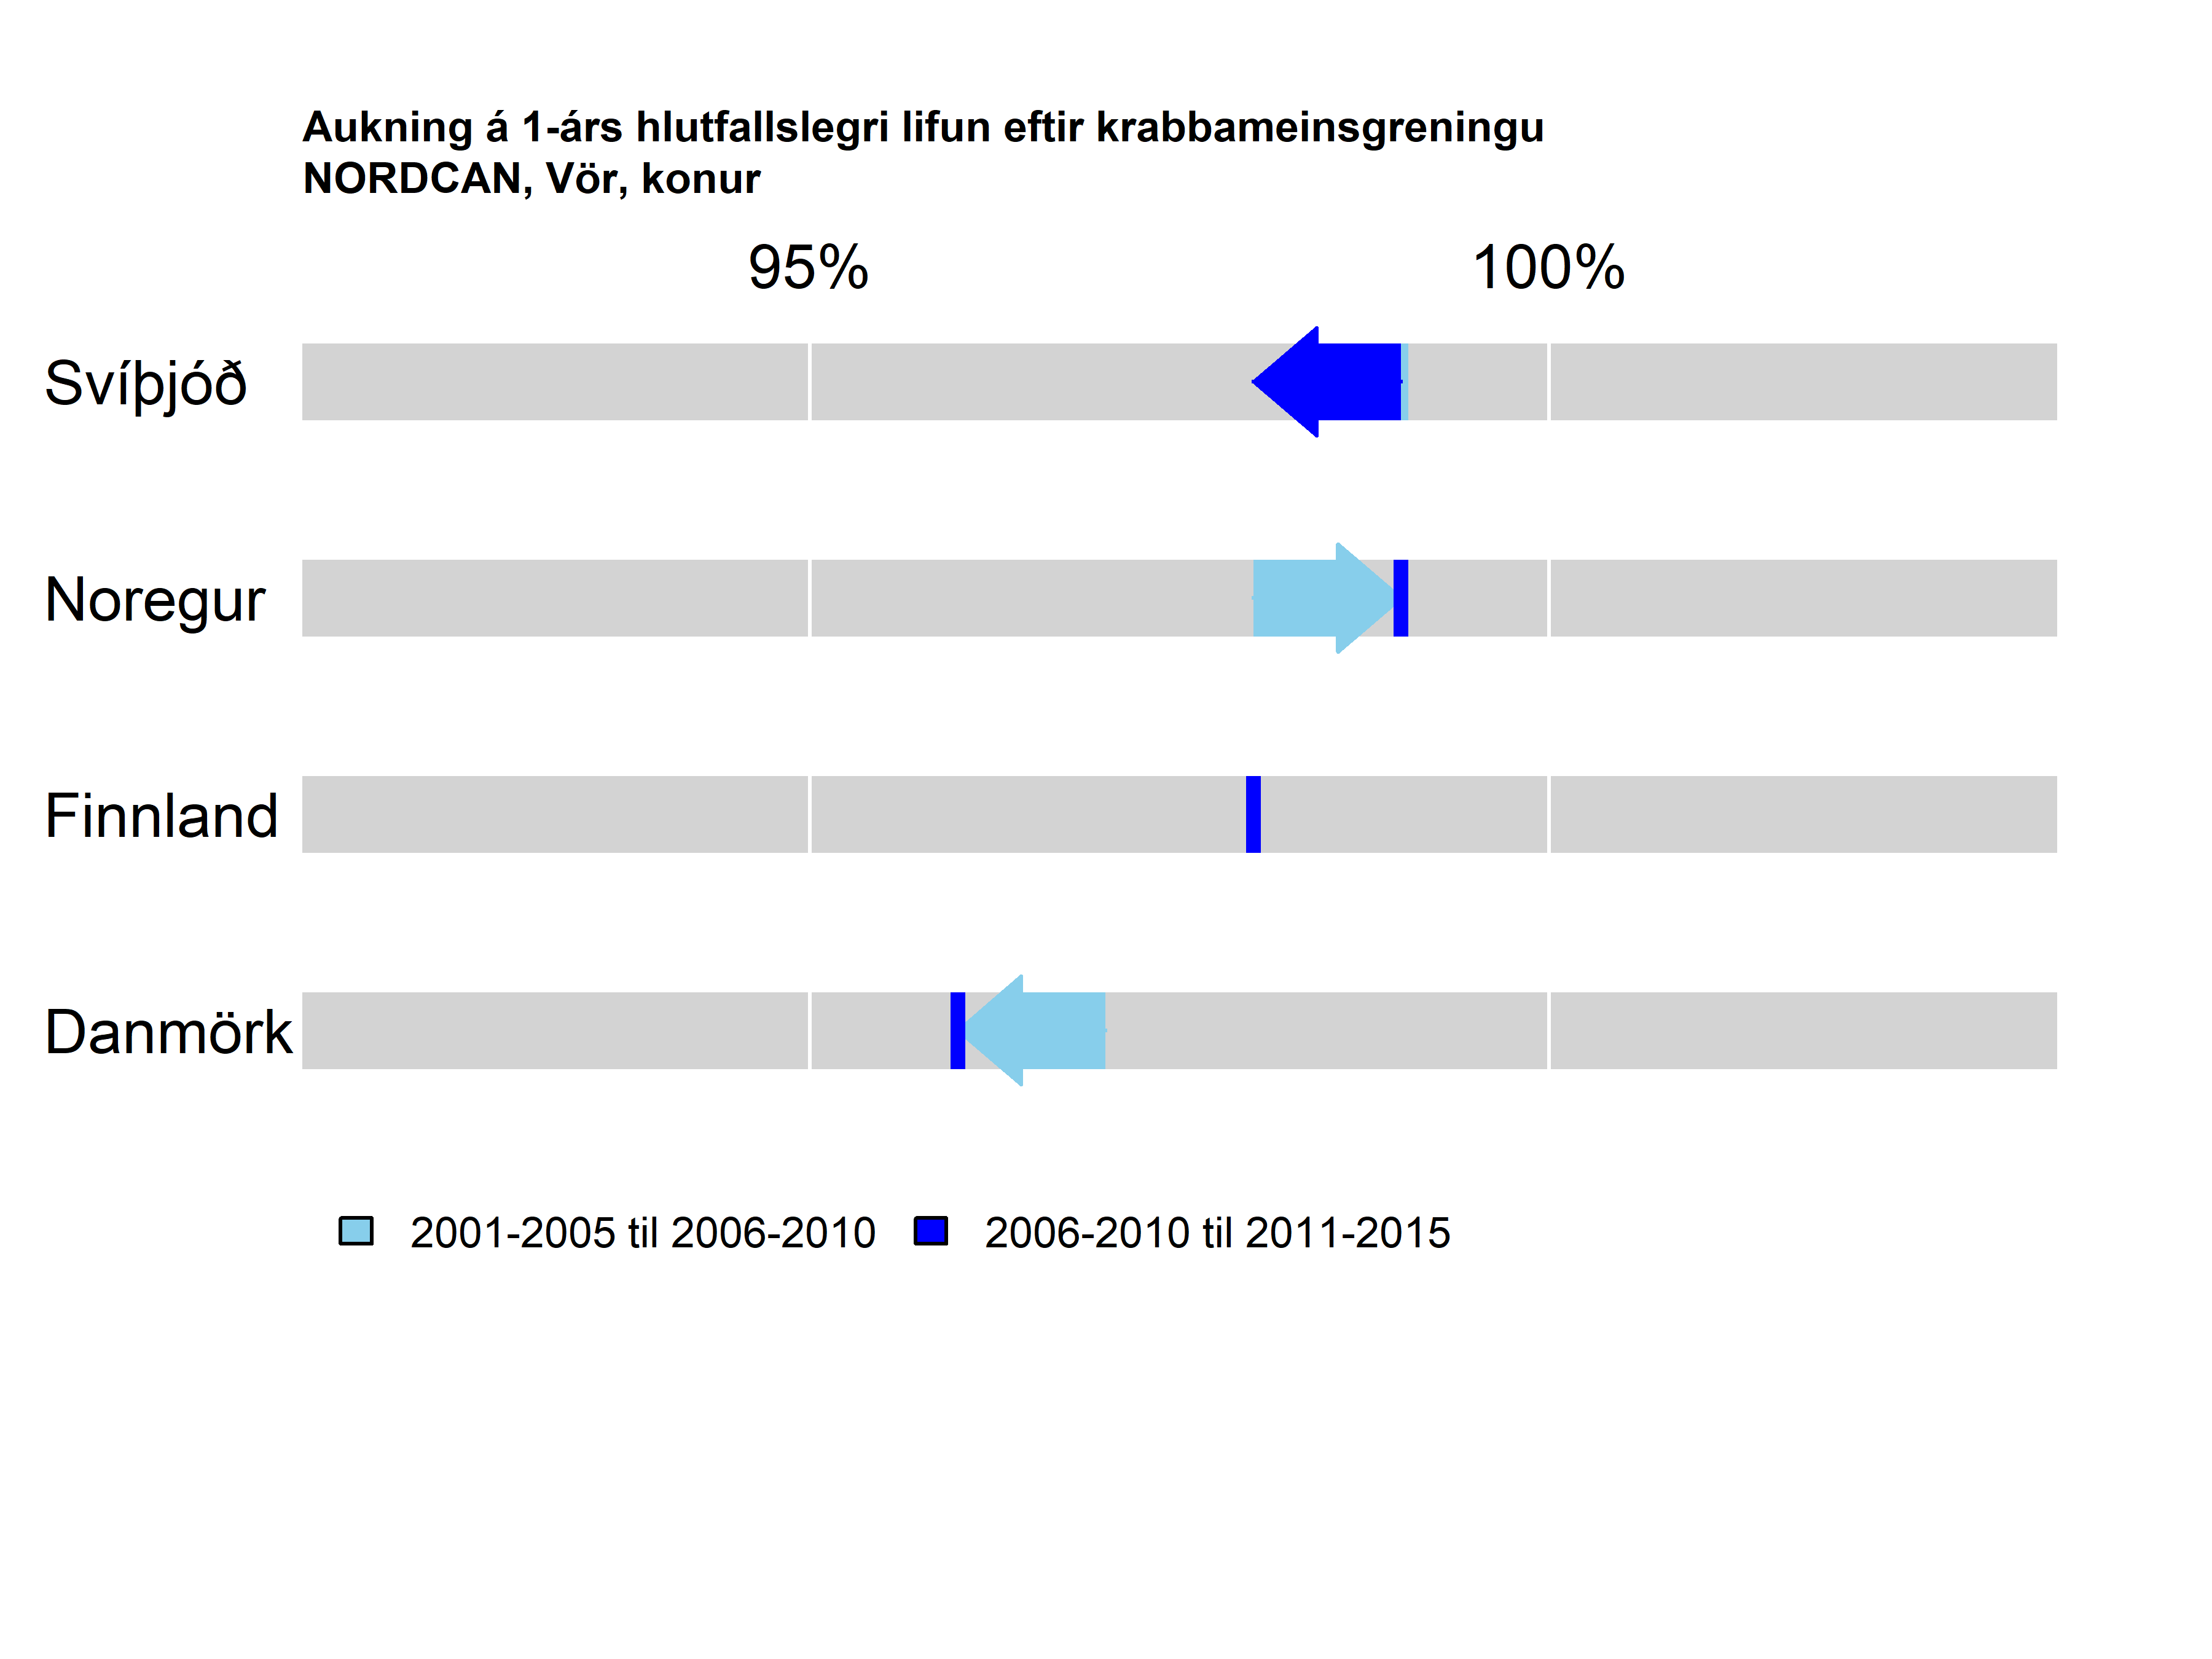 Aukning á 1-árs hlutfallslegri lifun eftir krabbameinsgreningu
NORDCAN, Vör, konur
95% 100%
Svíþjóð
Noregur
Finnland
Danmörk
2001-2005 til 2006-2010 2006-2010 til 2011-2015